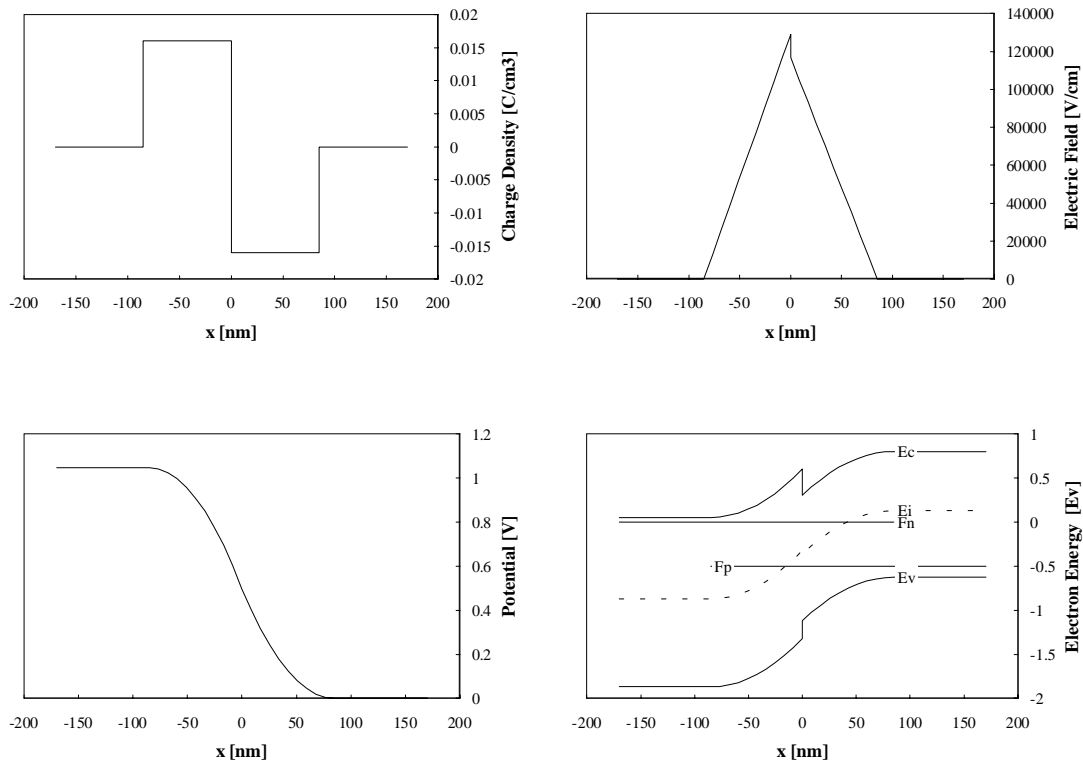 0.02
0.015
0.01
0.005
0
-0.005
-0.01
-0.015
-0.02
Charge Density [C/cm3]
-200 -150 -100 -50 0 50 100 150 200
x [nm]
140000
120000
100000
80000
60000
40000
20000
0
Electric Field [V/cm]
-200 -150 -100 -50 0 50 100 150 200
x [nm]
1.2
1
0.8
0.6
0.4
0.2
0
Potential [V]
-200 -150 -100 -50 0 50 100 150 200
x [nm]
1
0.5
0
-0.5
-1
-1.5
-2
Electron Energy [Ev]
Ec
Ei
Fn
Fp
Ev
-200 -150 -100 -50 0 50 100 150 200
x [nm]